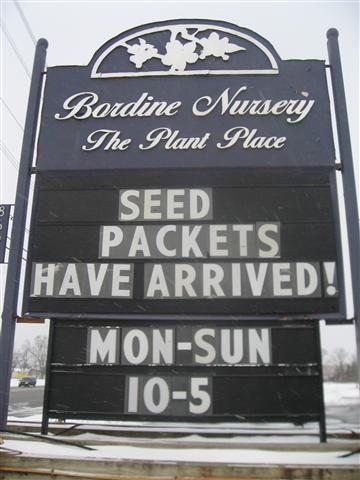 Bordine Nursery
The Plant Place
SEED
PACKETS
HAVE ARRIVED!
MON-SUN
10-5